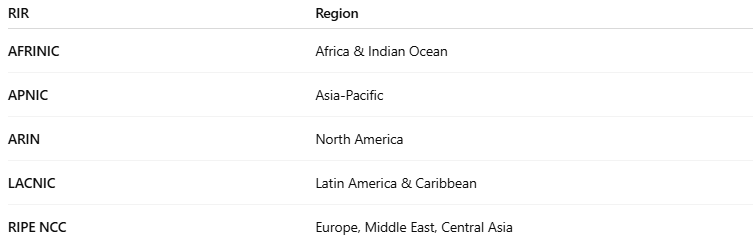 RIR Region
AFRINIC Africa & Indian Ocean
APNIC Asia-Pacific
ARIN North America
LACNIC Latin America & Caribbean
RIPE NCC Europe, Middle East, Central Asia